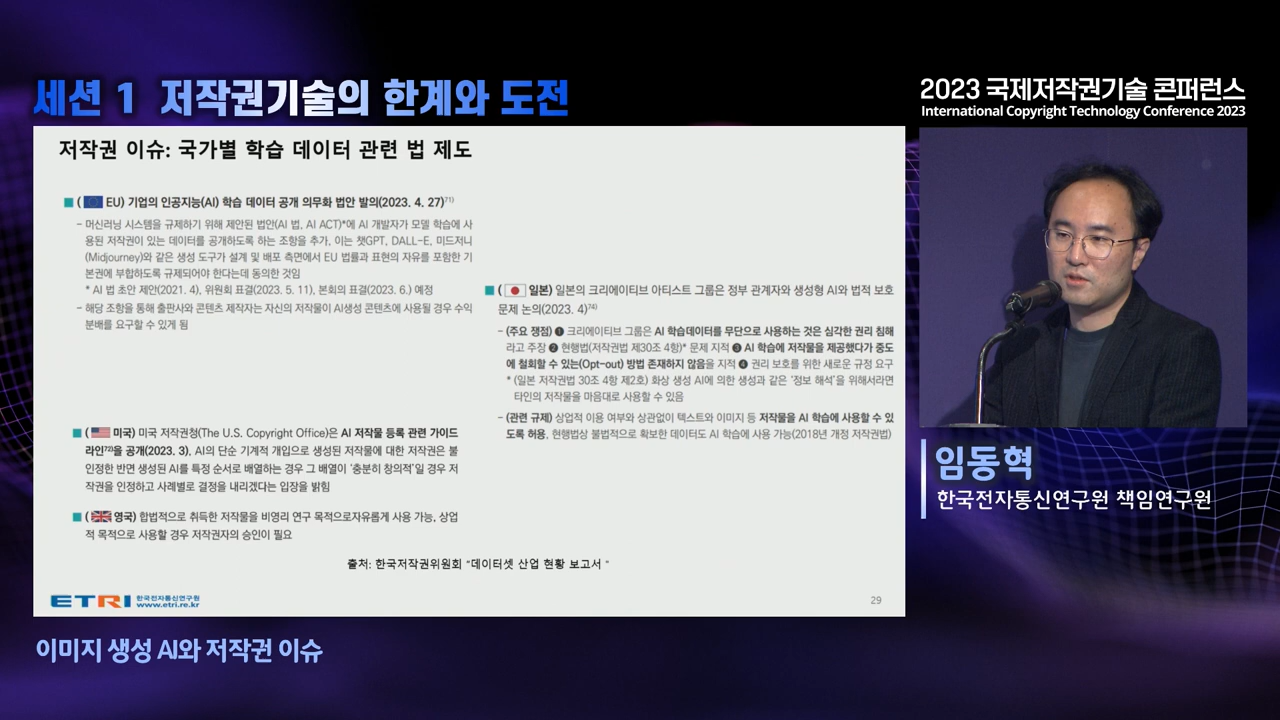 세션 1 저작권기술의 한계와 도전
2023 국제저작권기술 콘퍼런스
International Copyright Technology Conference 2023
저작권 이슈: 국가별 학습 데이터 관련 법 제도
■ ( EU) 기업의 인공지능(AI) 학습 데이터 공개 의무화 법안 발의(2023. 4. 27)71)
– 머신러닝 시스템을 규제하기 위해 제안된 법안(AI 법, AI ACT)*에 AI 개발자가 모델 학습에 사
용된 저작권이 있는 데이터를 공개하도록 하는 조항을 추가, 이는 챗GPT, DALL-E, 미드저니
(Midjourney)와 같은 생성 도구가 설계 및 배포 측면에서 EU 법률과 표현의 자유를 포함한 기
본권에 부합하도록 규제되어야 한다는데 동의한 것임
* AI 법 초안 제안(2021. 4), 위원회 표결(2023. 5. 11), 본회의 표결(2023. 6.) 예정
– 해당 조항을 통해 출판사와 콘텐츠 제작자는 자신의 저작물이 AI생성 콘텐츠에 사용될 경우 수익
분배를 요구할 수 있게 됨
■ ( 미국) 미국 저작권청(The U.S. Copyright Office)은 AI 저작물 등록 관련 가이드
라인72)을 공개(2023. 3), AI의 단순 기계적 개입으로 생성된 저작물에 대한 저작권은 불
인정한 반면 생성된 AI를 특정 순서로 배열하는 경우 그 배열이 '충분히 창의적'일 경우 저
작권을 인정하고 사례별로 결정을 내리겠다는 입장을 밝힘
■ ( 영국) 합법적으로 취득한 저작물을 비영리 연구 목적으로자유롭게 사용 가능, 상업
적 목적으로 사용할 경우 저작권자의 승인이 필요
■ ( 일본) 일본의 크리에이티브 아티스트 그룹은 정부 관계자와 생성형 AI와 법적 보호
문제 논의(2023. 4)74)
– (주요 쟁점) ❶ 크리에이티브 그룹은 AI 학습데이터를 무단으로 사용하는 것은 심각한 권리 침해
라고 주장 ❷ 현행법(저작권법 제30조 4항)* 문제 지적 ❸ AI 학습에 저작물을 제공했다가 중도
에 철회할 수 있는(Opt-out) 방법 존재하지 않음을 지적 ❹ 권리 보호를 위한 새로운 규정 요구
* (일본 저작권법 30조 4항 제2호) 화상 생성 AI에 의한 생성과 같은 '정보 해석'을 위해서라면
타인의 저작물을 마음대로 사용할 수 있음
– (관련 규제) 상업적 이용 여부와 상관없이 텍스트와 이미지 등 저작물을 AI 학습에 사용할 수 있
도록 허용, 현행법상 불법적으로 확보한 데이터도 AI 학습에 사용 가능(2018년 개정 저작권법)
출처: 한국저작권위원회 "데이터셋 산업 현황 보고서 "
ETRI 한국전자통신연구원
www.etri.re.kr
29
임동혁
한국전자통신연구원 책임연구원
이미지 생성 AI와 저작권 이슈